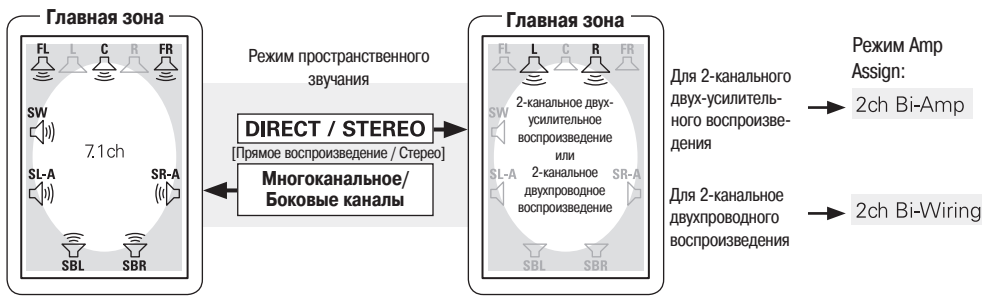 Главная зона
FL L C R FR
SW
7.1ch
SL-A SR-A
SBL SBR
Режим пространственного
звучания
DIRECT / STEREO
[Прямое воспроизведение / Стерео]
Многоканальное/
Боковые каналы
Главная зона
FL L C R FR
SW
2-канальное двух-
усилительное
воспроизведение
или
2-канальное
двухпроводное
воспроизведение
SL-A SR-A
SBL SBR
Для 2-канального
двух-усилитель-
ного воспроизве-
дения
Для 2-канальное
двухпроводного
воспроизведения
Режим Amp
Assign:
2ch Bi-Amp
2ch Bi-Wiring